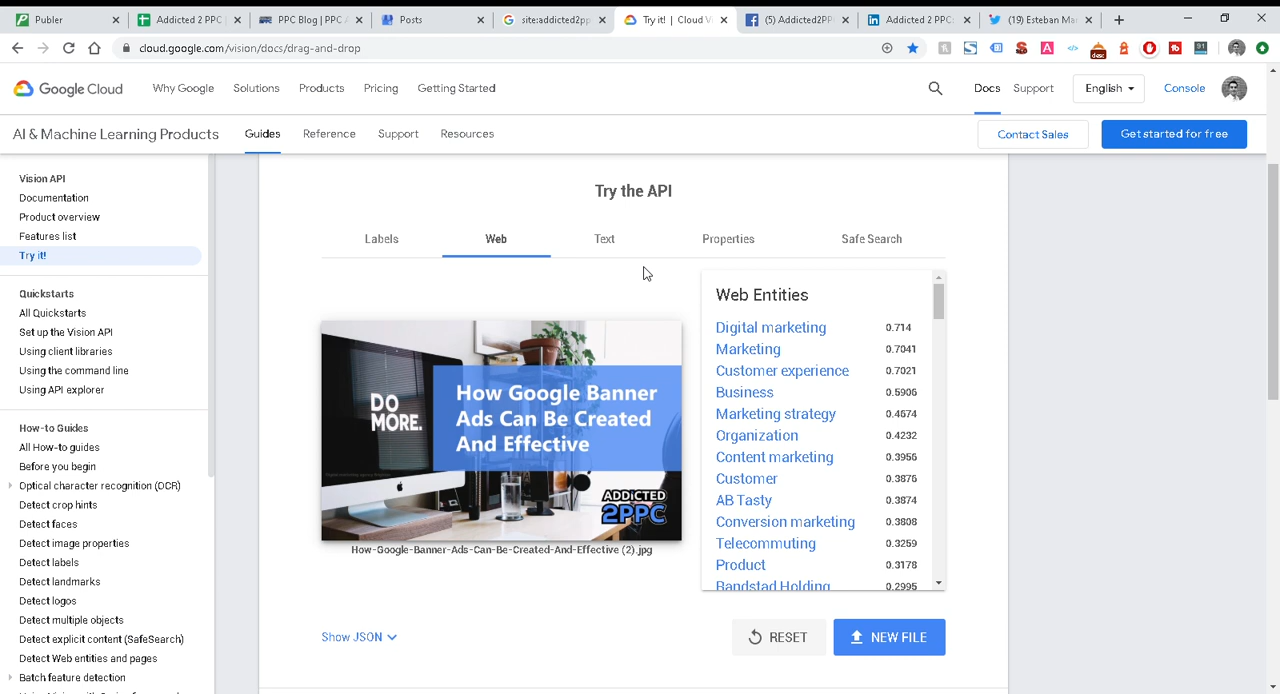 Publer
Addicted 2 PPC |
PPC Blog | PPC A
Posts
site:addicted2pp
Try it! | Cloud V
(5) Addicted2PP
Addicted 2 PPC:
(19) Esteban Ma
cloud.google.com/vision/docs/drag-and-drop
desc
91
Google Cloud
Why Google
Solutions
Products
Pricing
Getting Started
Docs
Support
English
Console
AI & Machine Learning Products
Guides
Reference
Support
Resources
Contact Sales
Get started for free
Vision API
Documentation
Product overview
Features list
Try it!
Quickstarts
All Quickstarts
Set up the Vision API
Using client libraries
Using the command line
Using API explorer
How-to Guides
All How-to guides
Before you begin
Optical character recognition (OCR)
Detect crop hints
Detect faces
Detect image properties
Detect labels
Detect landmarks
Detect logos
Detect multiple objects
Detect explicit content (SafeSearch)
Detect Web entities and pages
Batch feature detection
Try the API
Labels
Web
Text
Properties
Safe Search
DO
MORE.
How Google Banner
Ads Can Be Created
And Effective
ADDICTED
2PPC
How-Google-Banner-Ads-Can-Be-Created-And-Effective (2).jpg
Web Entities
Digital marketing 0.714
Marketing 0.7041
Customer experience 0.7021
Business 0.5906
Marketing strategy 0.4674
Organization 0.4232
Content marketing 0.3956
Customer 0.3876
AB Tasty 0.3874
Conversion marketing 0.3808
Telecommuting 0.3259
Product 0.3178
Randstad Holding 0.2995
Show JSON
RESET
NEW FILE